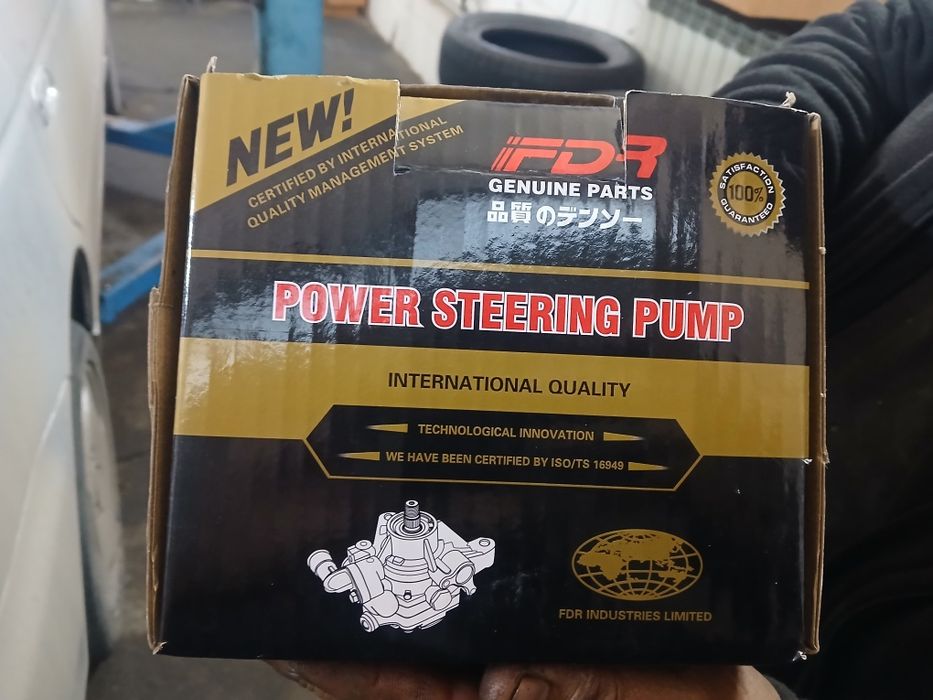 NEW!
CERTIFIED BY INTERNATIONAL
QUALITY MANAGEMENT SYSTEM
FDR
GENUINE PARTS
品質のデンソー
SATISFACTION
100%
GUARANTEED
POWER STEERING PUMP
INTERNATIONAL QUALITY
TECHNOLOGICAL INNOVATION
WE HAVE BEEN CERTIFIED BY ISO/TS 16949
FDR INDUSTRIES LIMITED